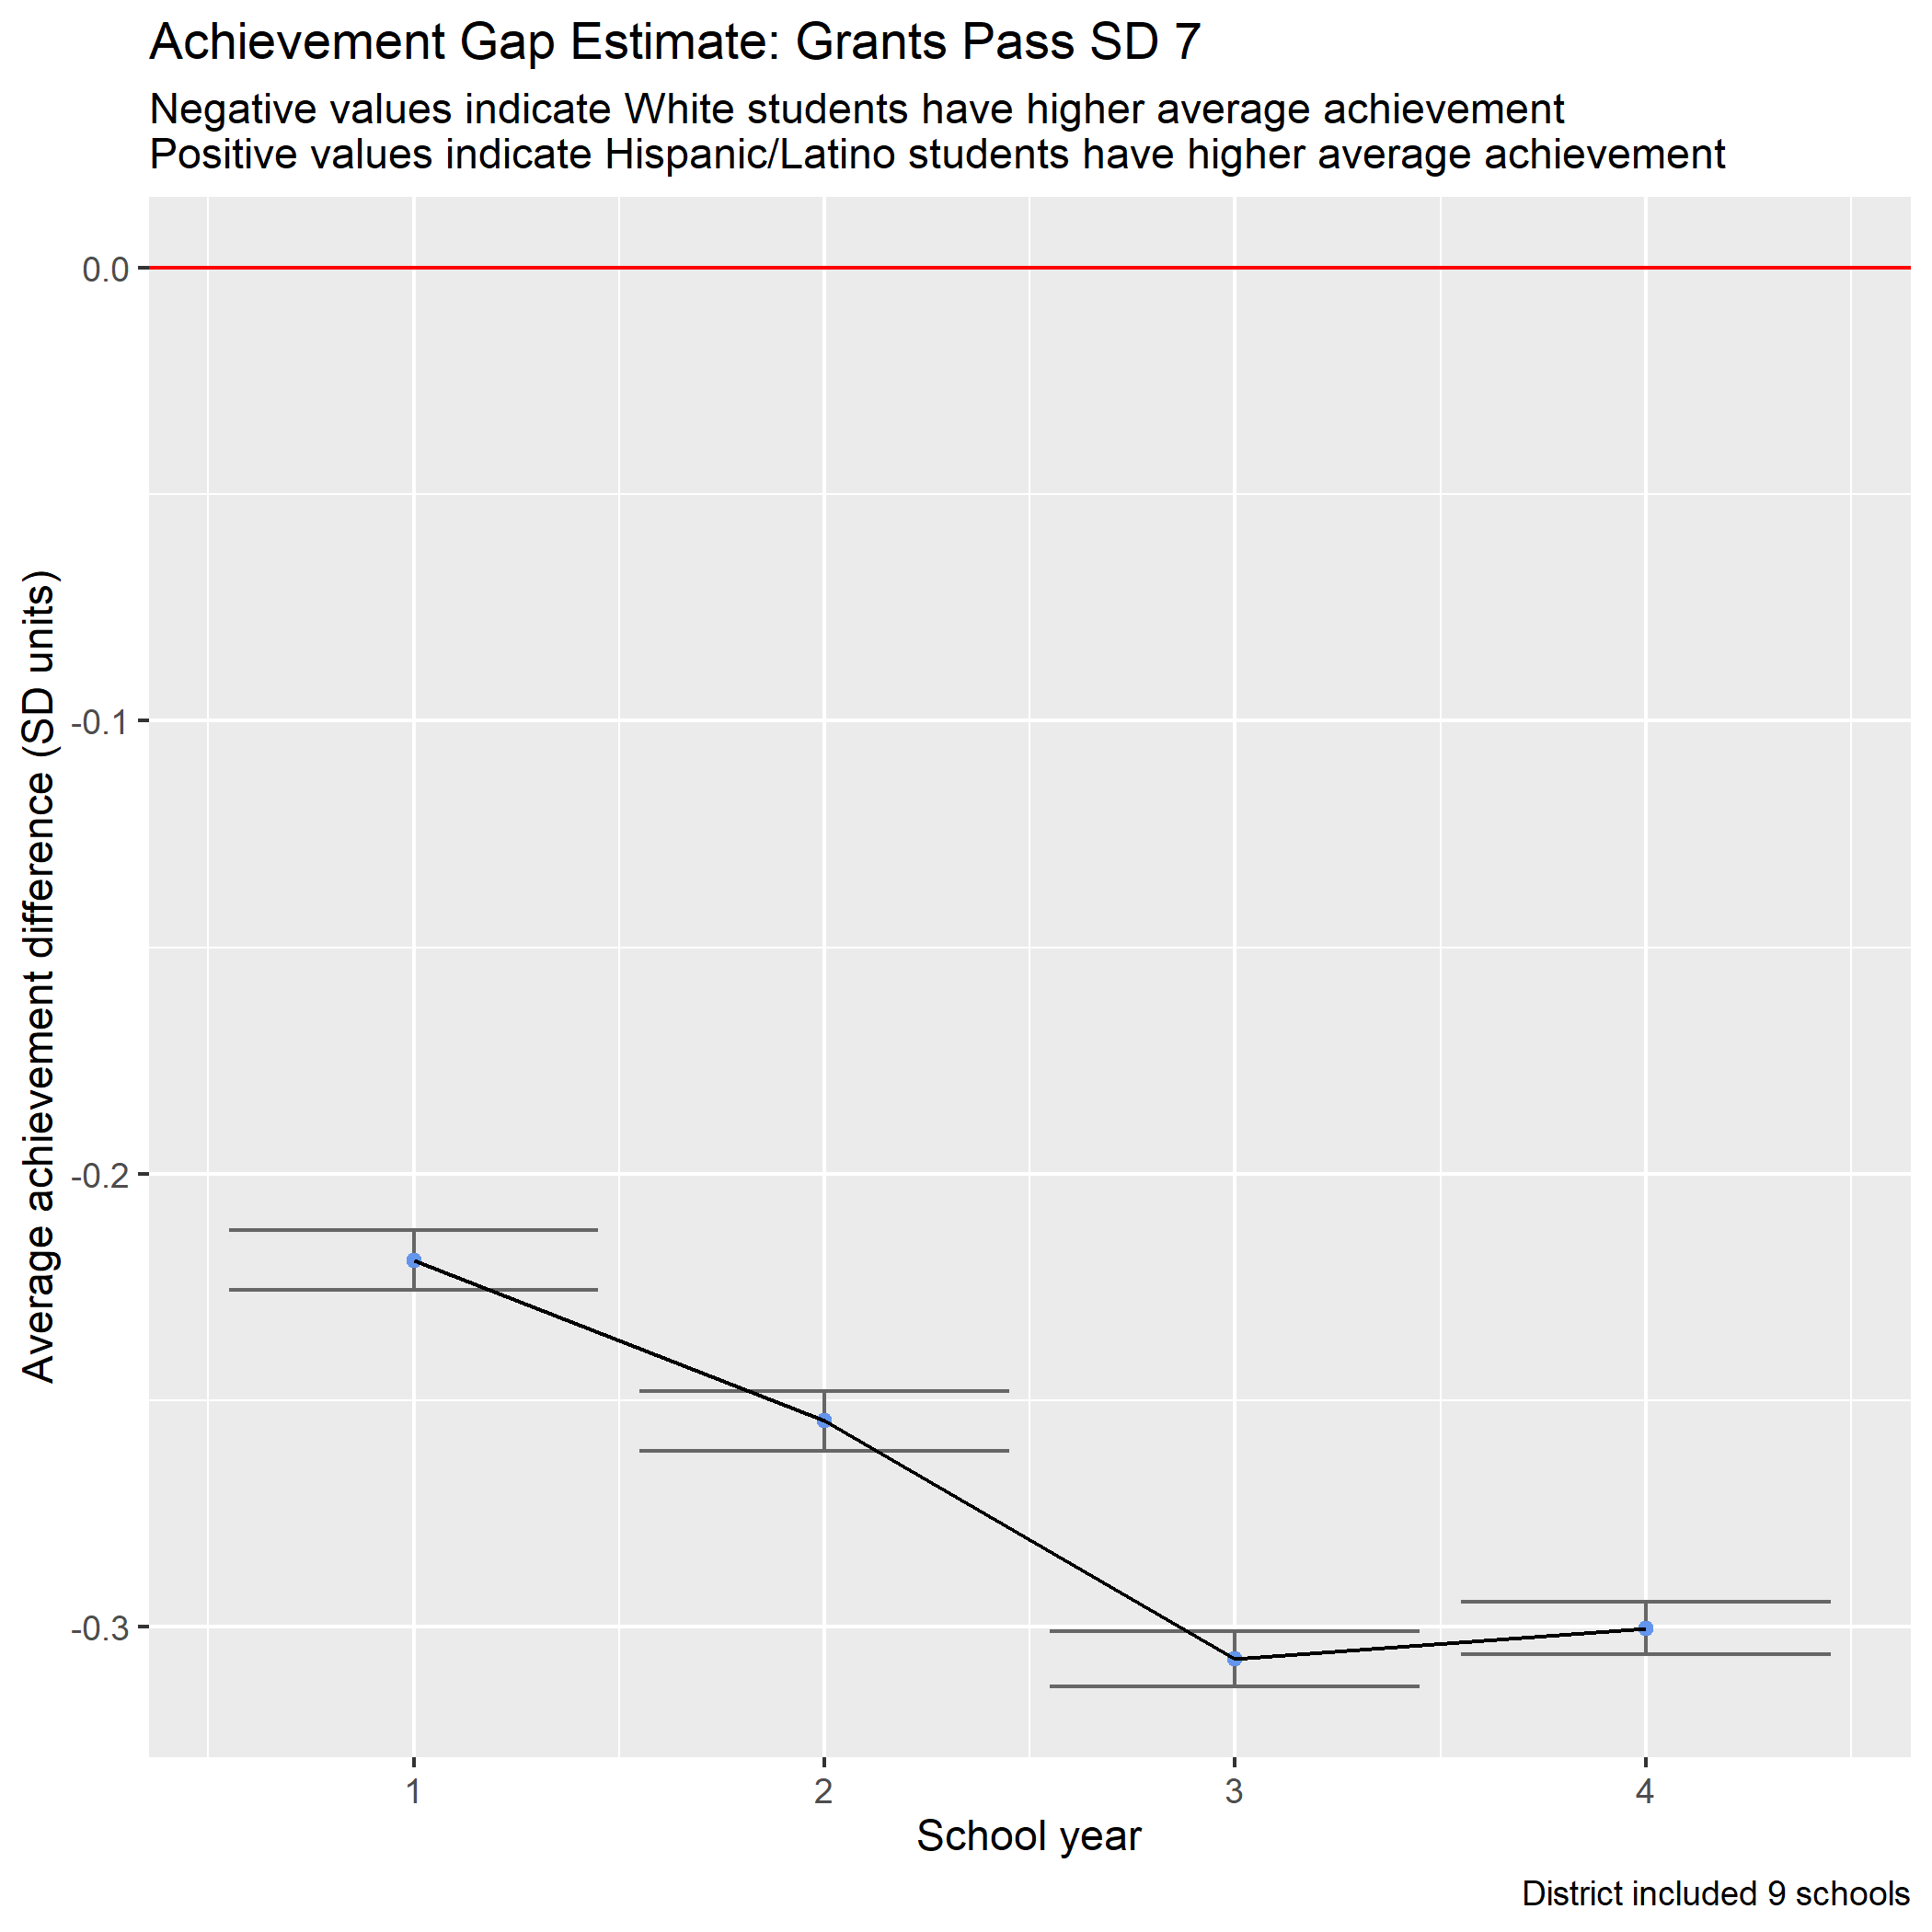 Achievement Gap Estimate: Grants Pass SD 7
Negative values indicate White students have higher average achievement
Positive values indicate Hispanic/Latino students have higher average achievement
Average achievement difference (SD units)
0.0
-0.1
-0.2
-0.3
1
2
3
4
School year
District included 9 schools